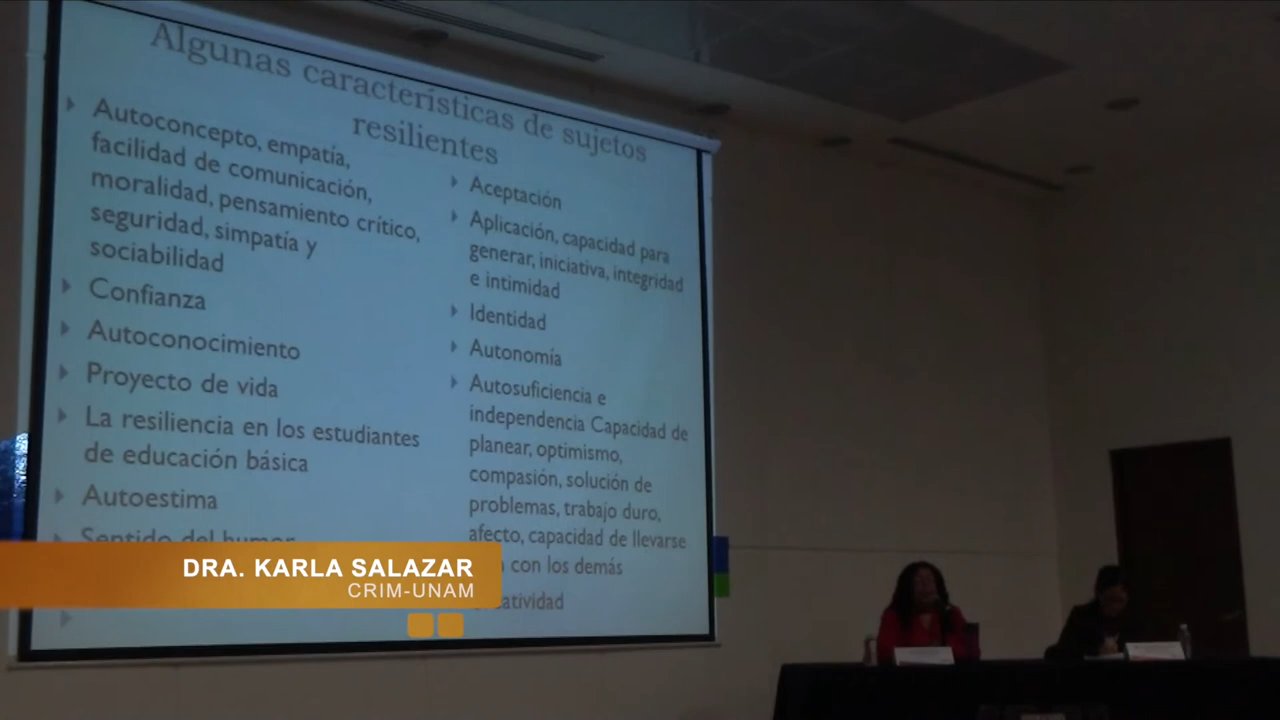 Algunas características de sujetos
resilientes
Autoconcepto, empatía,
facilidad de comunicación,
moralidad, pensamiento crítico,
seguridad, simpatía y
sociabilidad
Confianza
Autoconocimiento
Proyecto de vida
La resiliencia en los estudiantes
de educación básica
Autoestima
Sentido del humor
Aceptación
Aplicación, capacidad para
generar, iniciativa, integridad
e intimidad
Identidad
Autonomía
Autosuficiencia e
independencia Capacidad de
planear, optimismo,
compasión, solución de
problemas, trabajo duro,
afecto, capacidad de llevarse
con los demás
DRA. KARLA SALAZAR
CRIM-UNAM